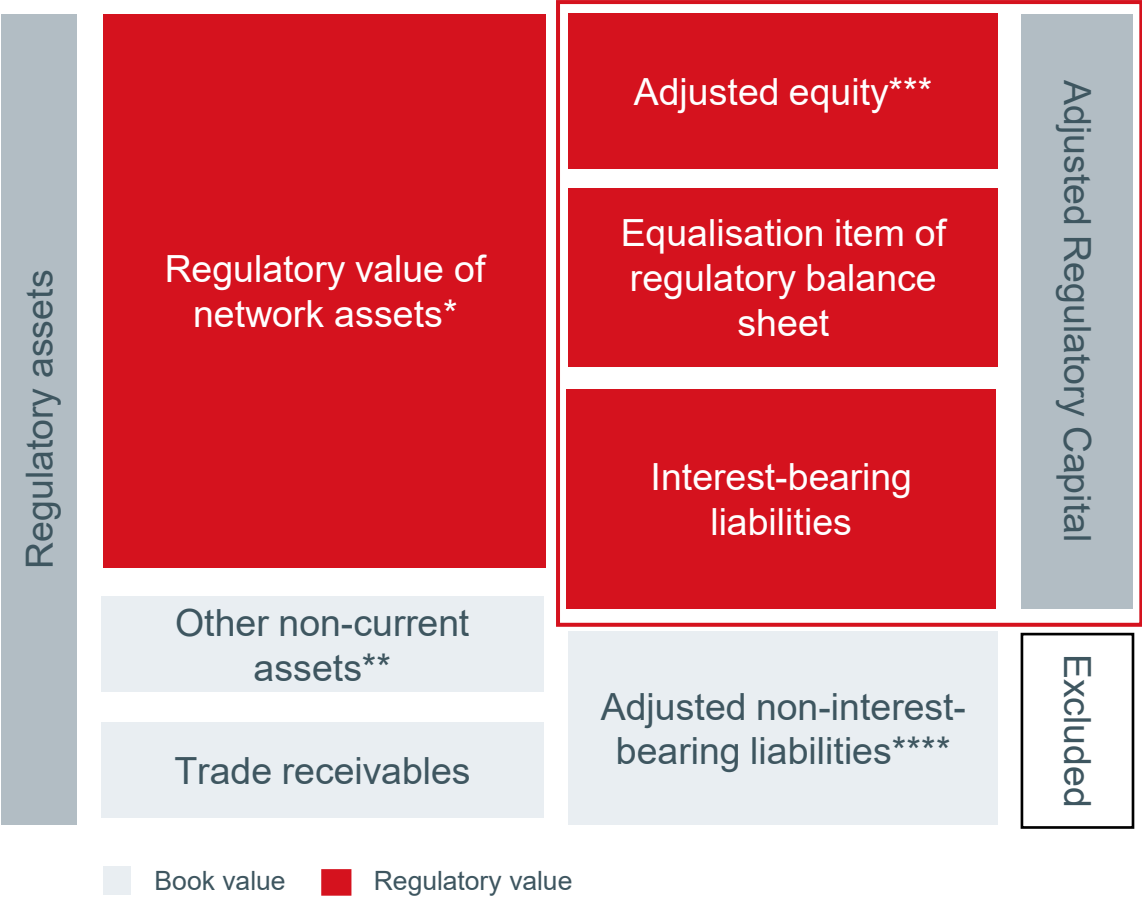 Regulatory assets
Regulatory value of
network assets*
Other non-current
assets**
Trade receivables
Adjusted equity***
Equalisation item of
regulatory balance
sheet
Interest-bearing
liabilities
Adjusted non-interest-
bearing liabilities****
Adjusted Regulatory Capital
Excluded
Book value
Regulatory value